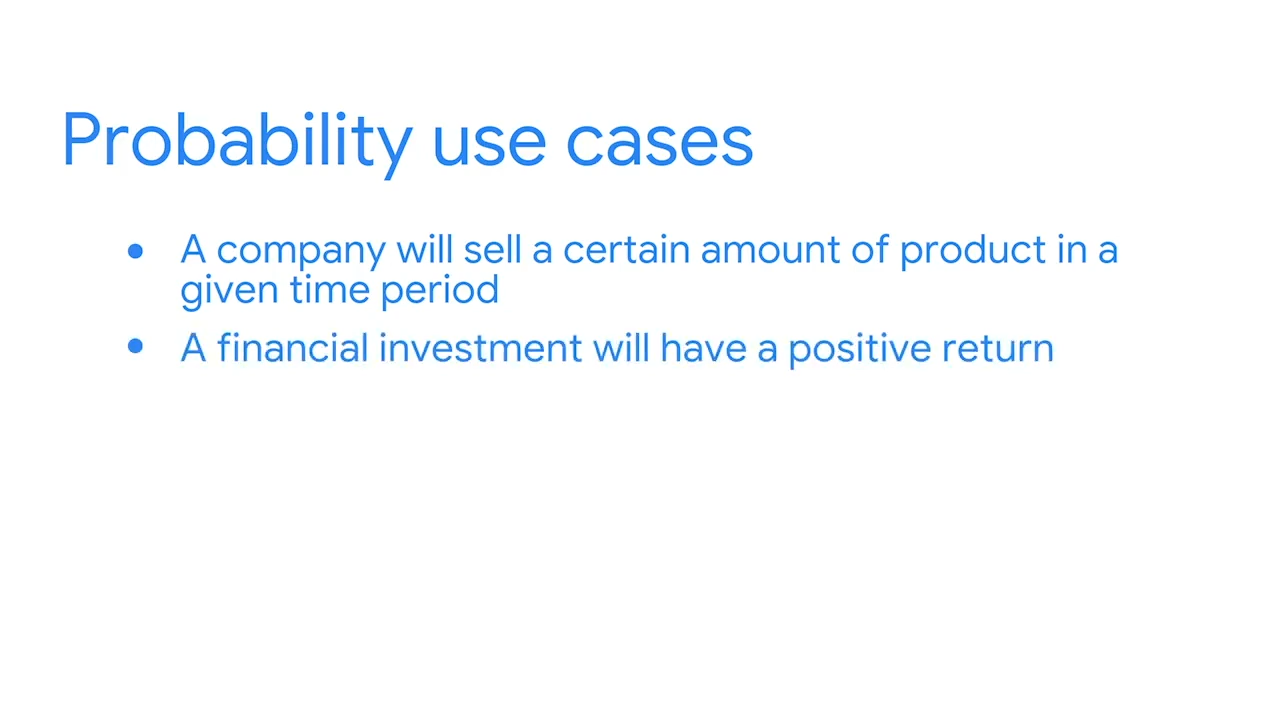 Probability use cases
• A company will sell a certain amount of product in a
given time period
• A financial investment will have a positive return